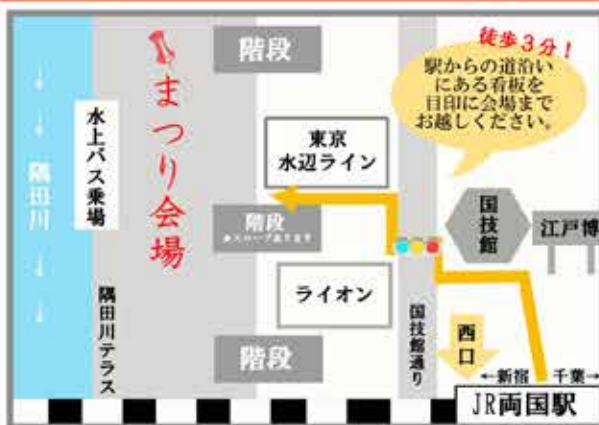 徒歩3分!
駅からの道沿い
にある看板を
目印に会場まで
お越しください。
階段
まつり会場
水上バス乗場
隅田川
東京
水辺ライン
国技館
江戸博
階段
★スロープあります
ライオン
隅田川テラス
国技館通り
西口
階段
←新宿 千葉→
JR両国駅